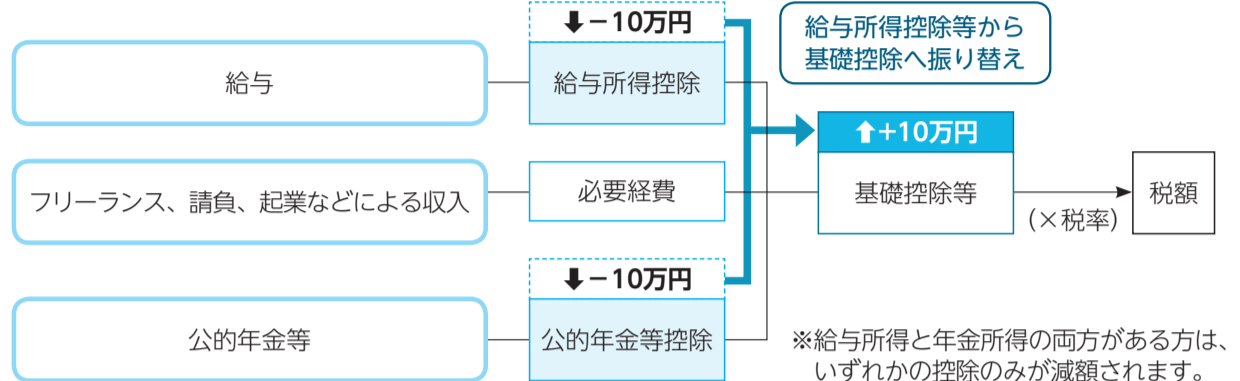 ⬇－10万円
給与所得控除等から
基礎控除へ振り替え
給与
給与所得控除
⬆+10万円
フリーランス、請負、起業などによる収入
必要経費
基礎控除等
(×税率)
税額
⬇－10万円
公的年金等
公的年金等控除
※給与所得と年金所得の両方がある方は、
いずれかの控除のみが減額されます。